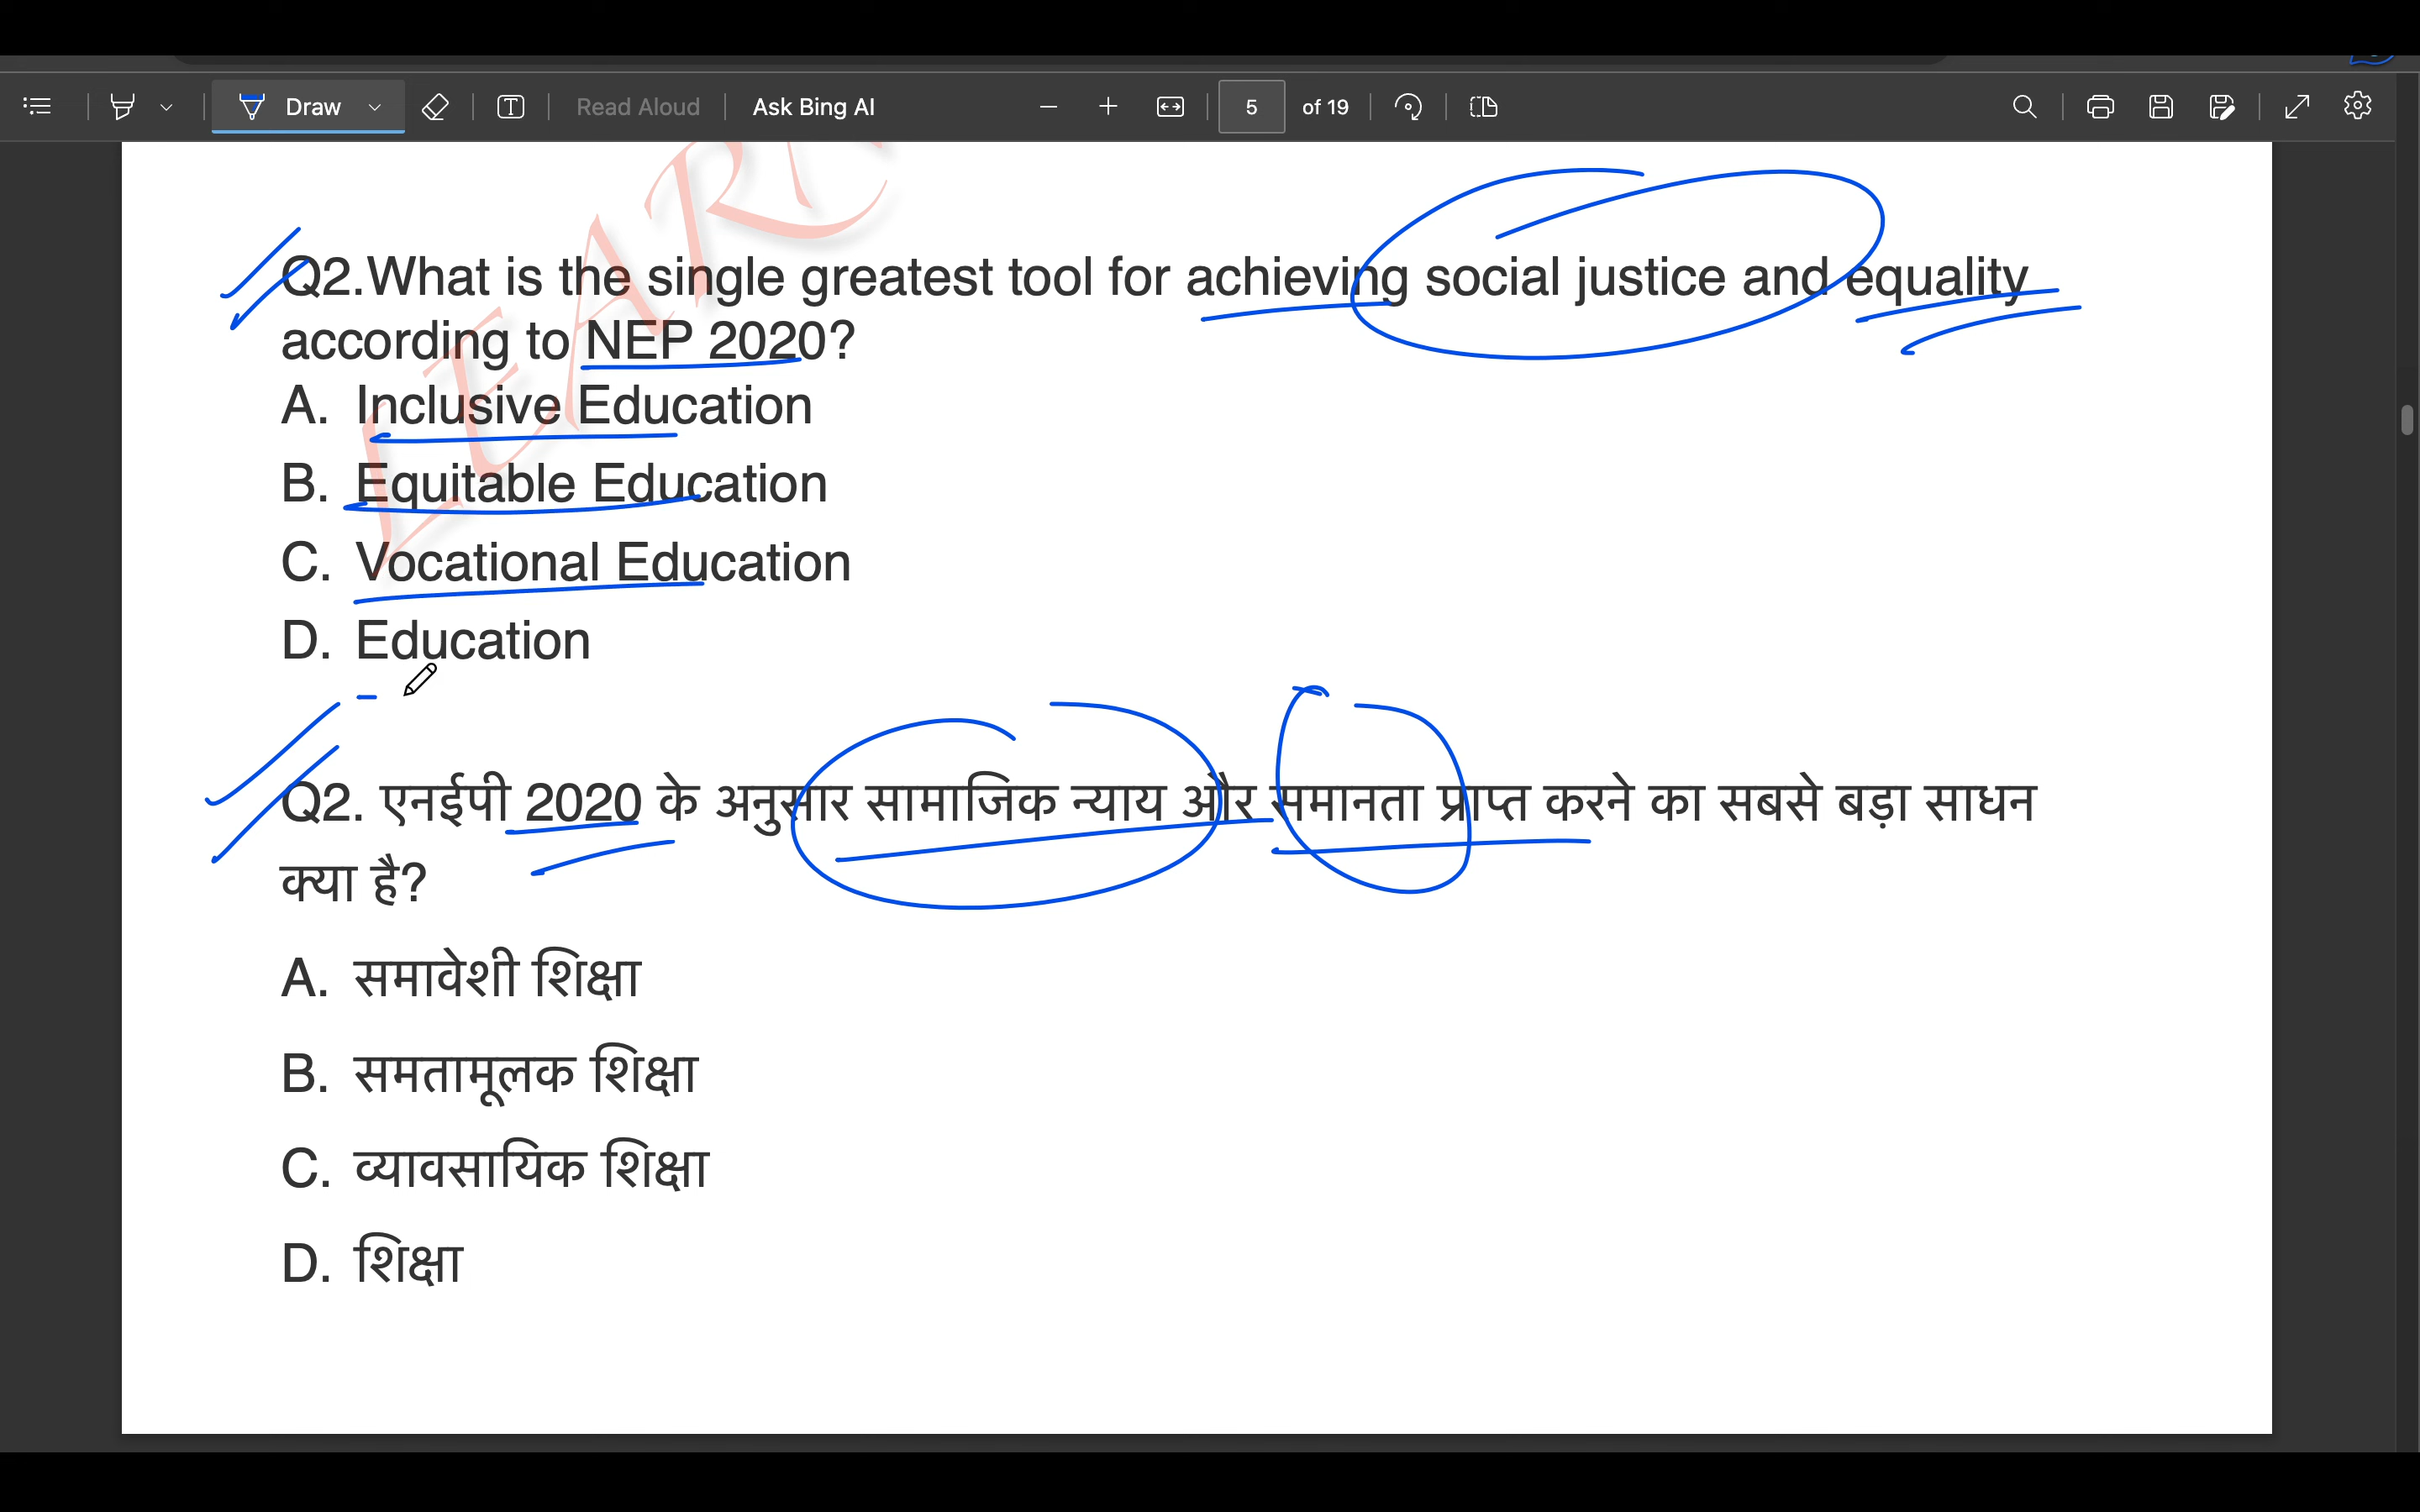 Draw
Read Aloud
Ask Bing AI
5
of 19
LEARN
Q2.What is the single greatest tool for achieving social justice and equality
according to NEP 2020?
A. Inclusive Education
B. Equitable Education
C. Vocational Education
D. Education
Q2. एनईपी 2020 के अनुसार सामाजिक न्याय और समानता प्राप्त करने का सबसे बड़ा साधन
क्या है?
A. समावेशी शिक्षा
B. समतामूलक शिक्षा
C. व्यावसायिक शिक्षा
D. शिक्षा